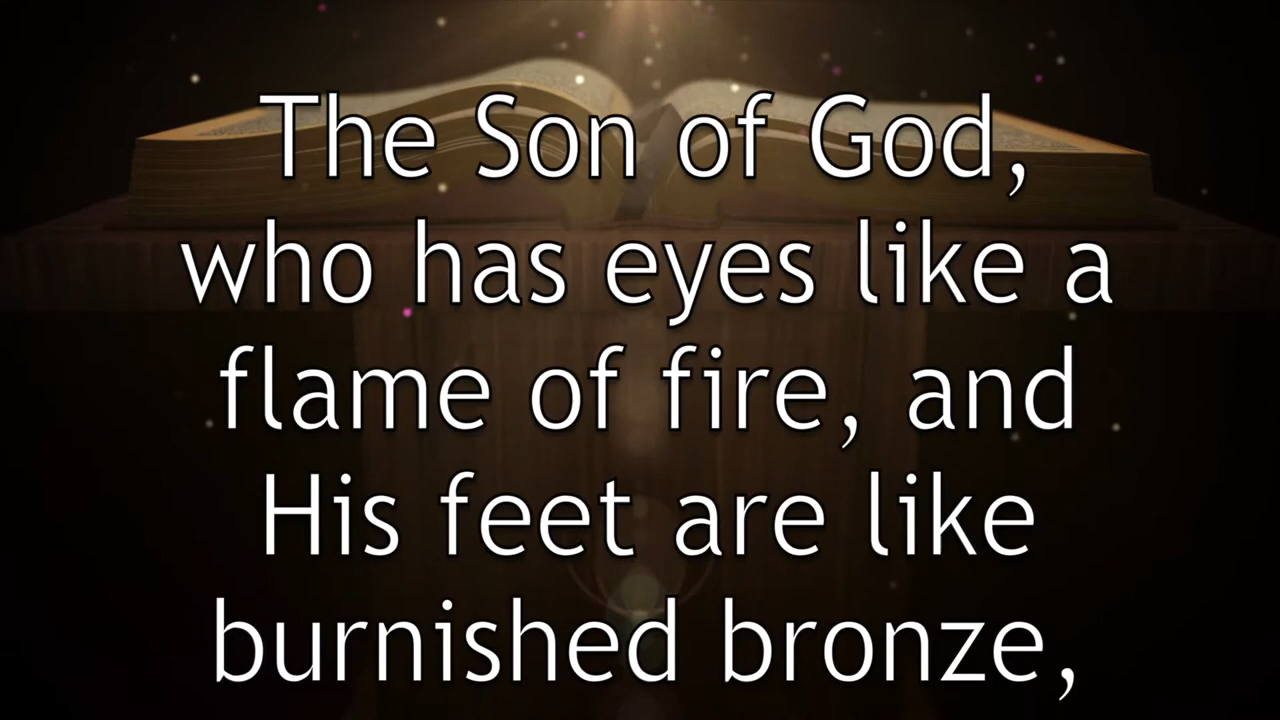 The Son of God,
who has eyes like a
flame of fire, and
His feet are like
burnished bronze,